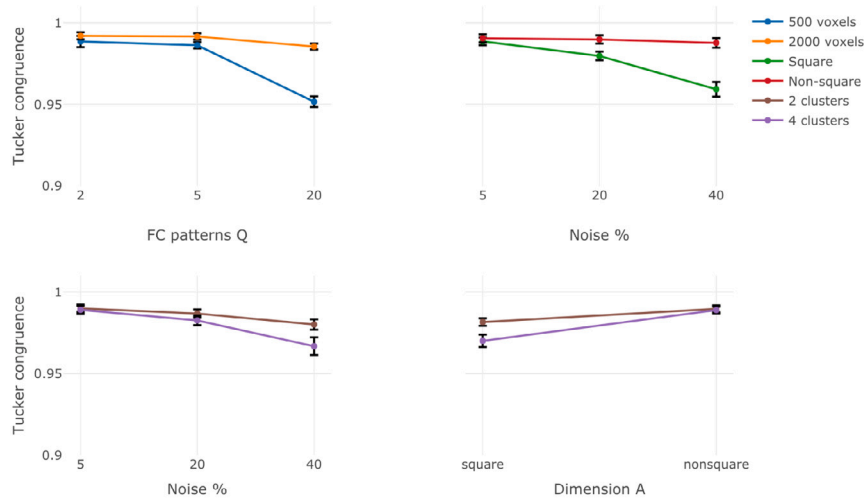 1
0.95
0.9
Tucker congruence
2
5
20
FC patterns Q
5
20
40
Noise %
500 voxels
2000 voxels
Square
Non-square
2 clusters
4 clusters
1
0.95
0.9
Tucker congruence
5
20
40
Noise %
square
nonsquare
Dimension A